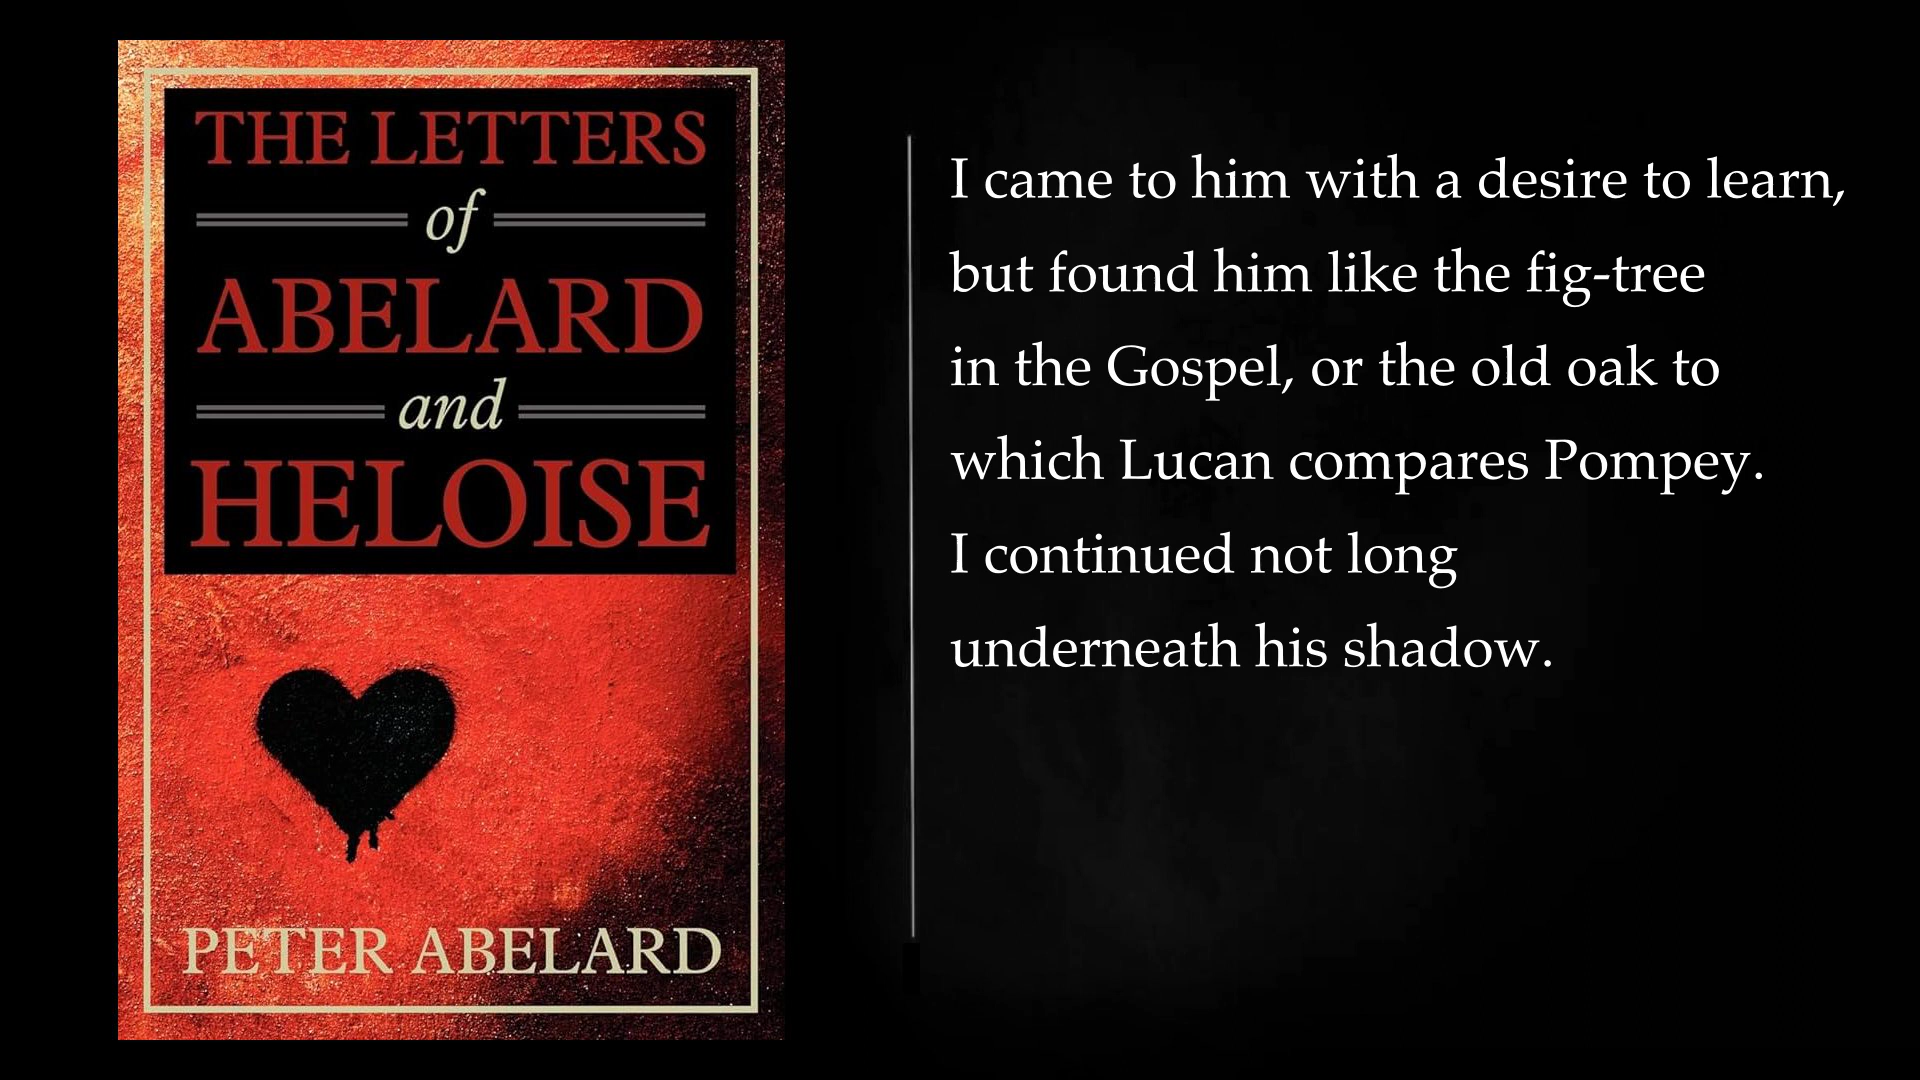 THE LETTERS
of
ABELARD
and
HELOISE
PETER ABELARD
I came to him with a desire to learn,
but found him like the fig-tree
in the Gospel, or the old oak to
which Lucan compares Pompey.
I continued not long
underneath his shadow.